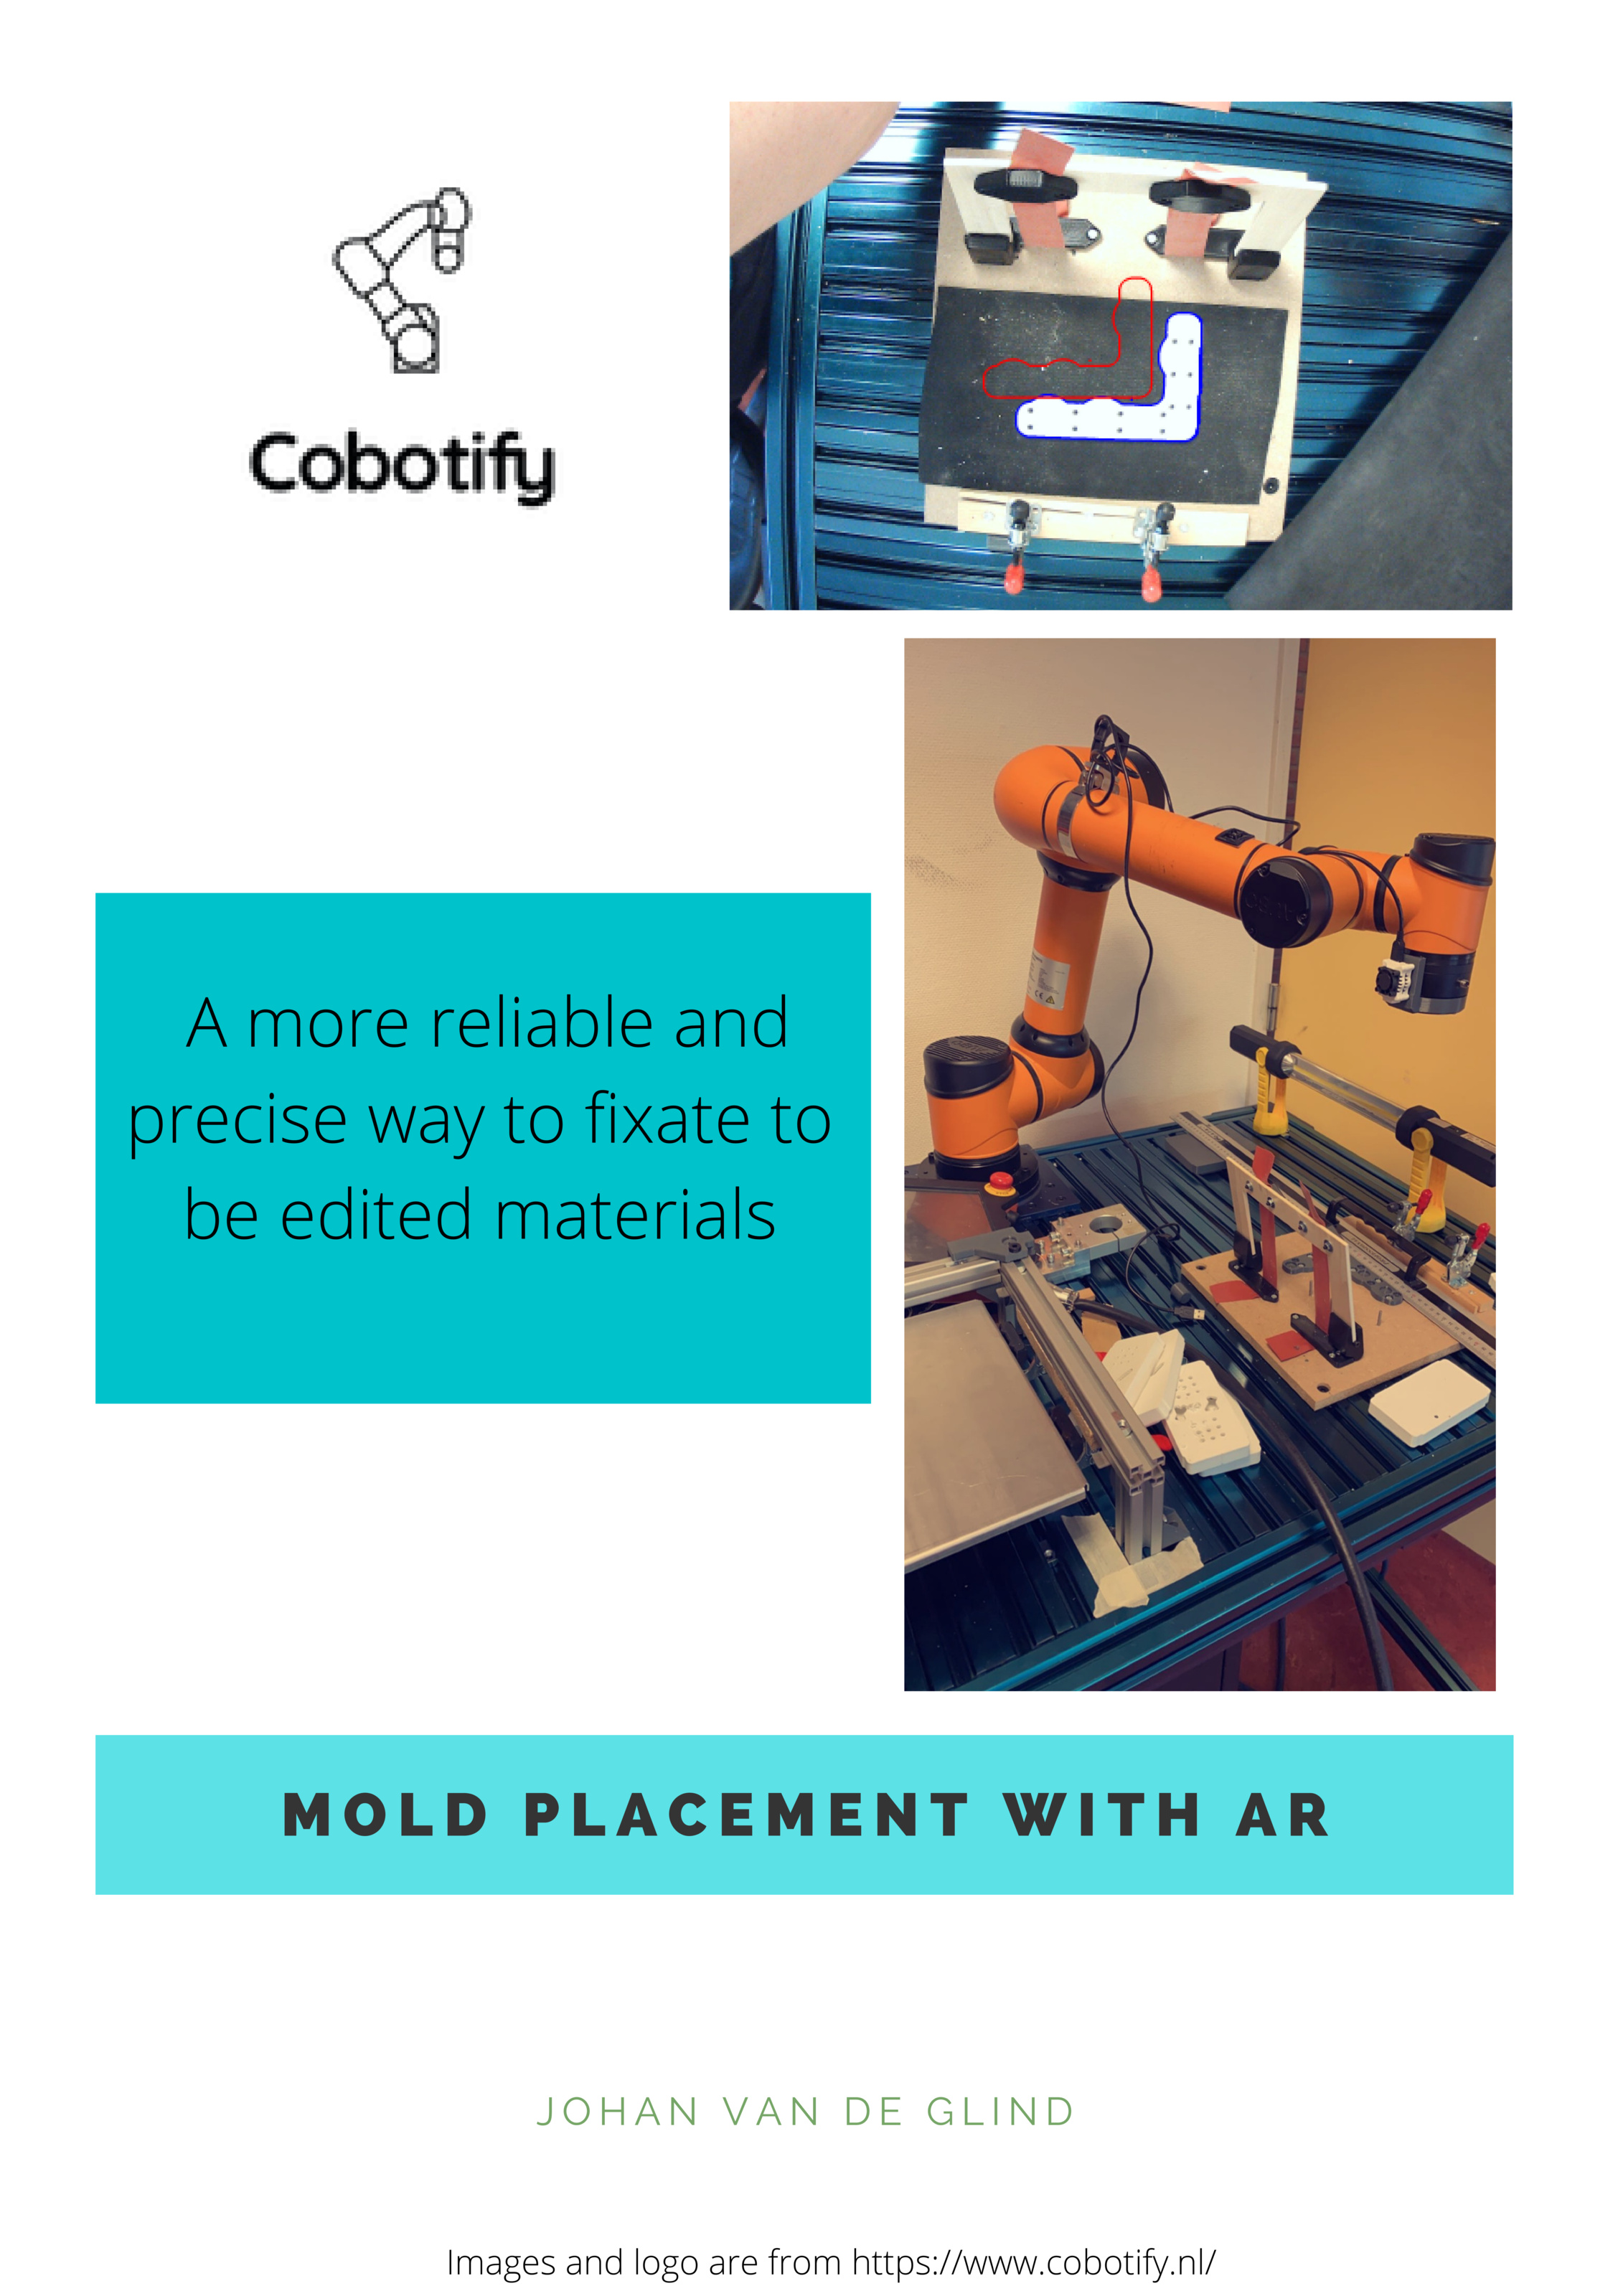 Cobotify
A more reliable and
precise way to fixate to
be edited materials
MOLD PLACEMENT WITH AR
JOHAN VAN DE GLIND
Images and logo are from https://www.cobotify.nl/